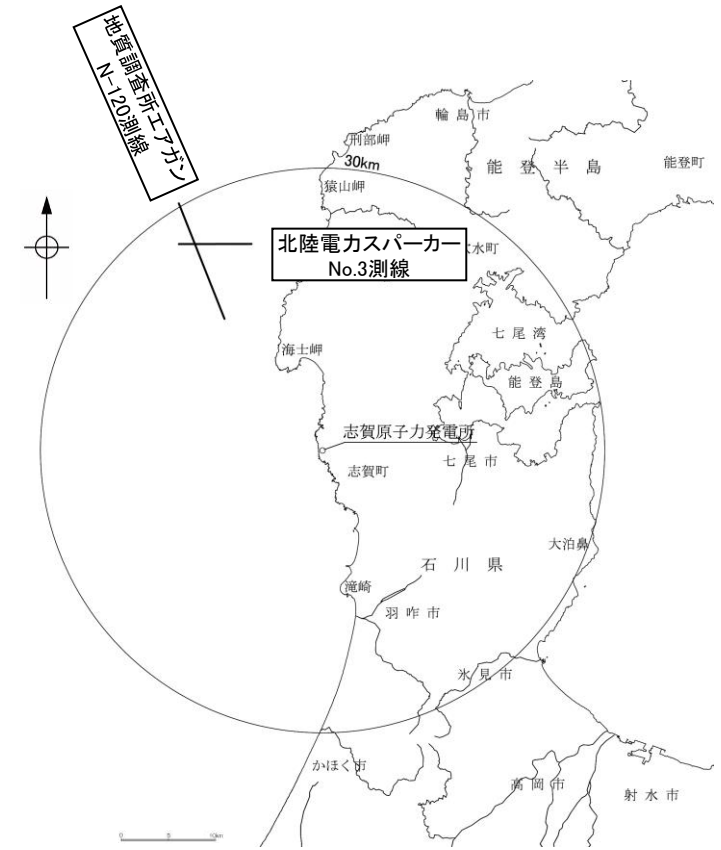 地質調査所エアガン
N-120測線
輪島市
刑部岬
30km
能登半島
能登町
猿山岬
北陸電力スパーカー
No.3測線
水町
七尾湾
海士岬
能登島
志賀原子力発電所
七尾市
志賀町
大泊鼻
石川県
滝崎
羽咋市
氷見市
かほく市
高岡市
射水市
0 5 10km